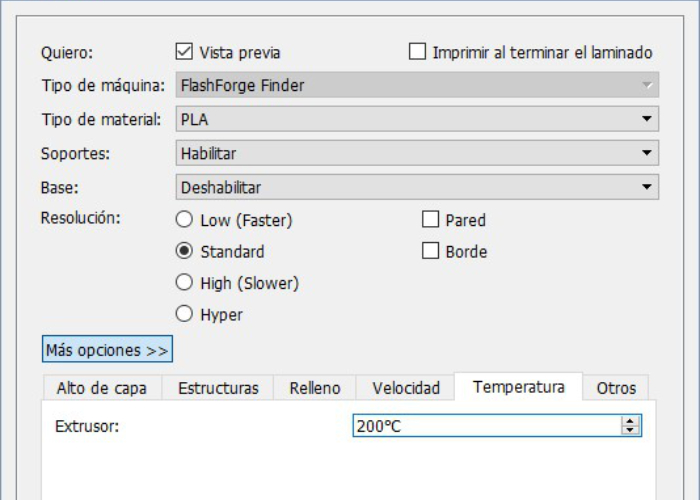 Quiero: Vista previa Imprimir al terminar el laminado
Tipo de máquina: FlashForge Finder
Tipo de material: PLA
Soportes: Habilitar
Base: Deshabilitar
Resolución: Low (Faster) Pared
Standard Borde
High (Slower)
Hyper
Más opciones >>
Alto de capa Estructuras Relleno Velocidad Temperatura Otros
Extrusor: 200°C